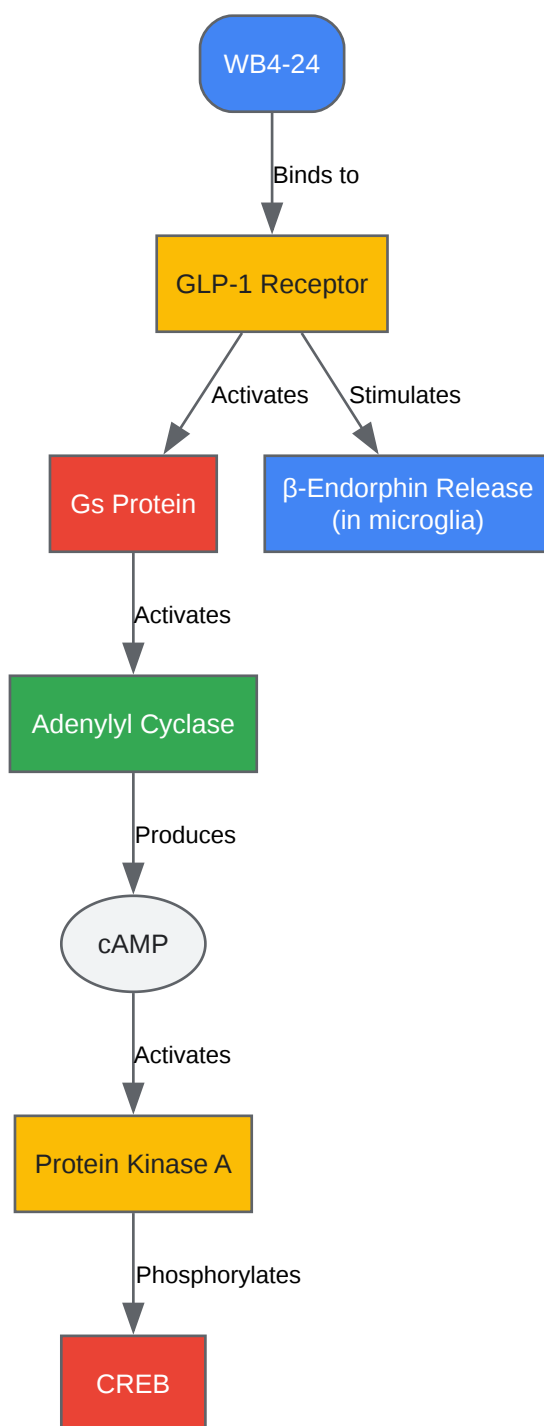 WB4-24
Binds to
GLP-1 Receptor
Activates
Stimulates
Gs Protein
β-Endorphin Release
(in microglia)
Activates
Adenylyl Cyclase
Produces
cAMP
Activates
Protein Kinase A
Phosphorylates
CREB